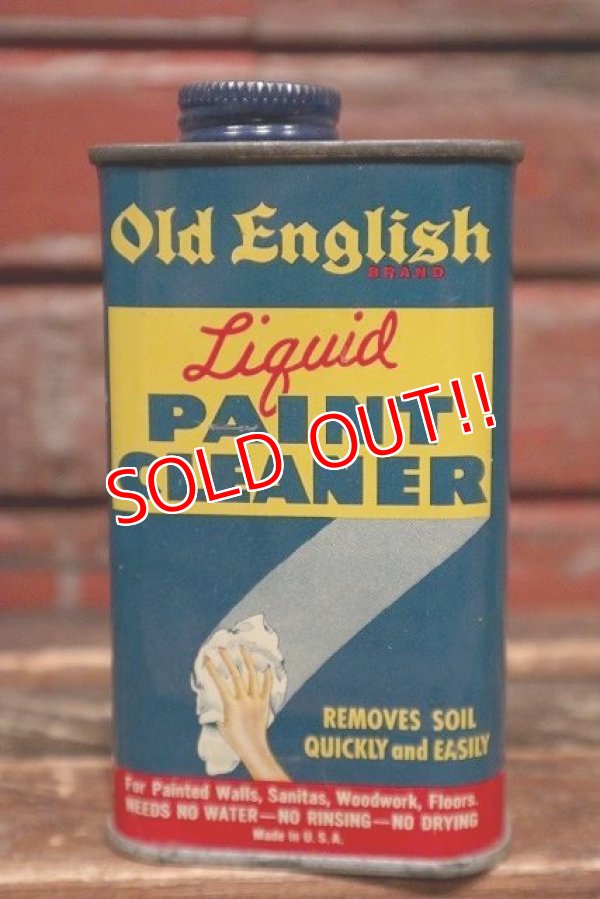 Old English
BRAND
Liquid
PAINT
CLEANER
SOLD OUT!!
REMOVES SOIL
QUICKLY and EASILY
For Painted Walls, Sanitas, Woodwork, Floors.
NEEDS NO WATER—NO RINSING—NO DRYING
Made in U.S.A.